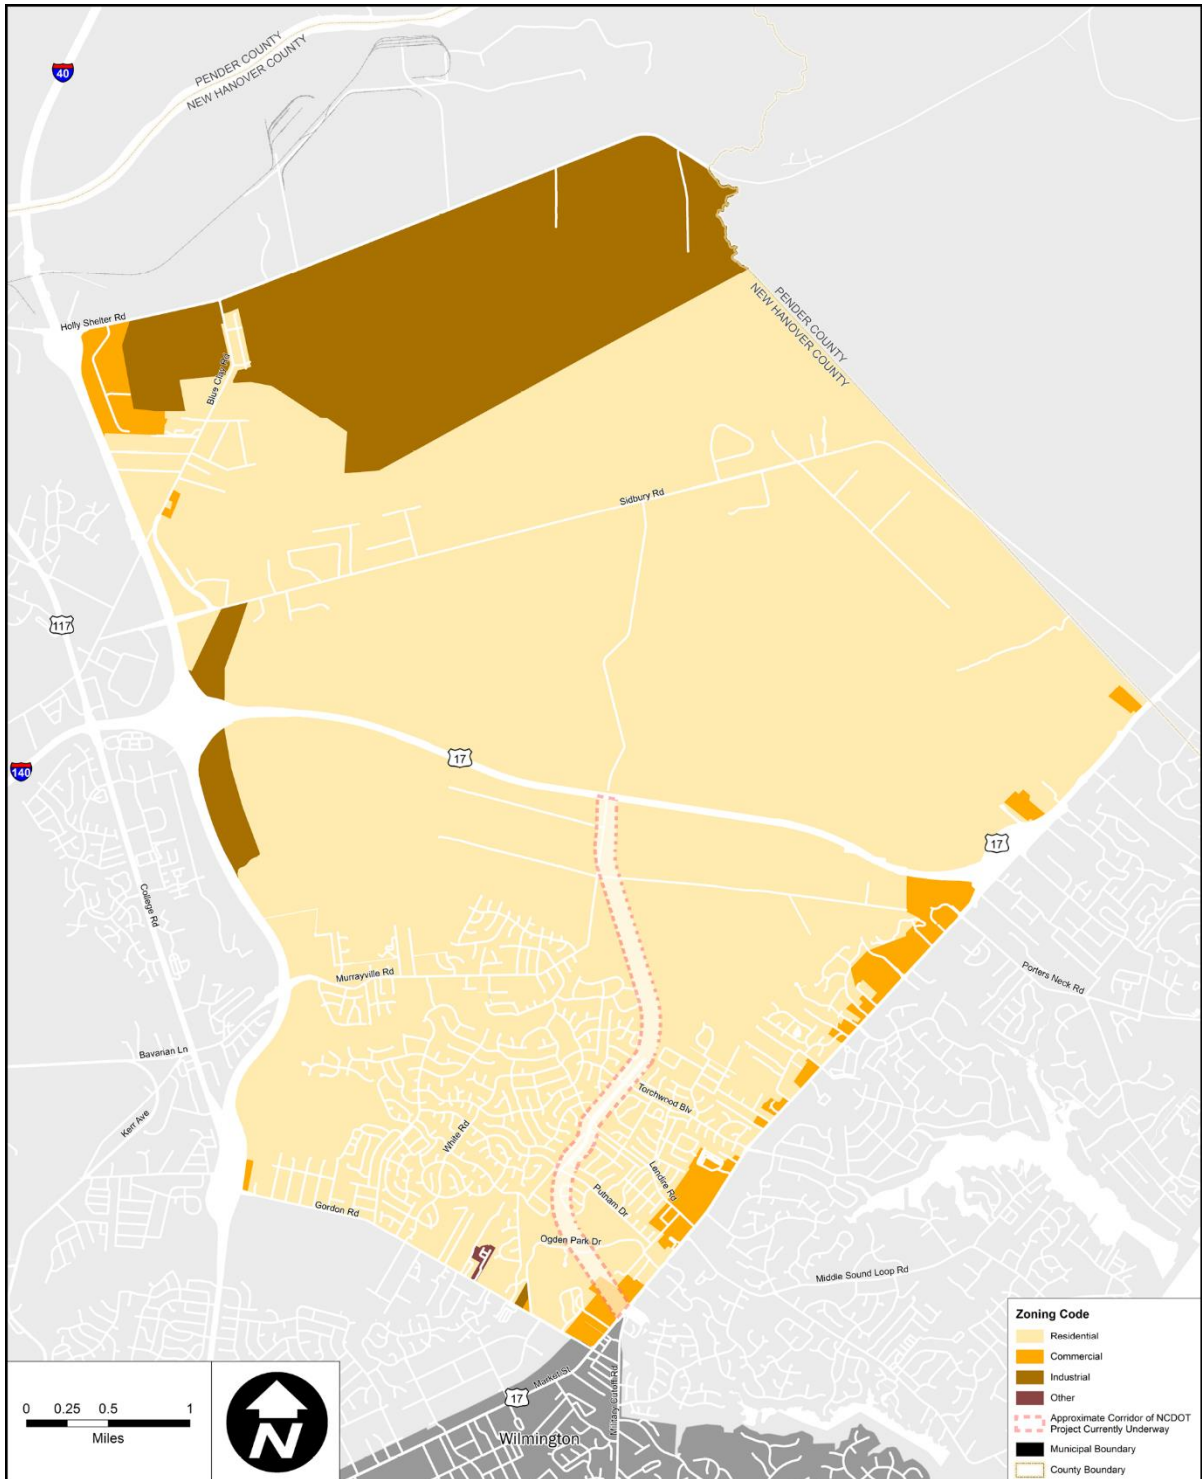 PENDER COUNTY
NEW HANOVER COUNTY
40
Holly Shelter Rd
Blue Clay Rd
PENDER COUNTY
NEW HANOVER COUNTY
Sidbury Rd
117
140
17
17
College Rd
Murrayville Rd
Porters Neck Rd
Bavarian Ln
Kerr Ave
Torchwood Blv
White Rd
Lendire Rd
Putnam Dr
Gordon Rd
Ogden Park Dr
Middle Sound Loop Rd
Market St
17
Military Cutoff Rd
Wilmington
0 0.25 0.5 1
Miles
N
Zoning Code
Residential
Commercial
Industrial
Other
Approximate Corridor of NCDOT
Project Currently Underway
Municipal Boundary
County Boundary